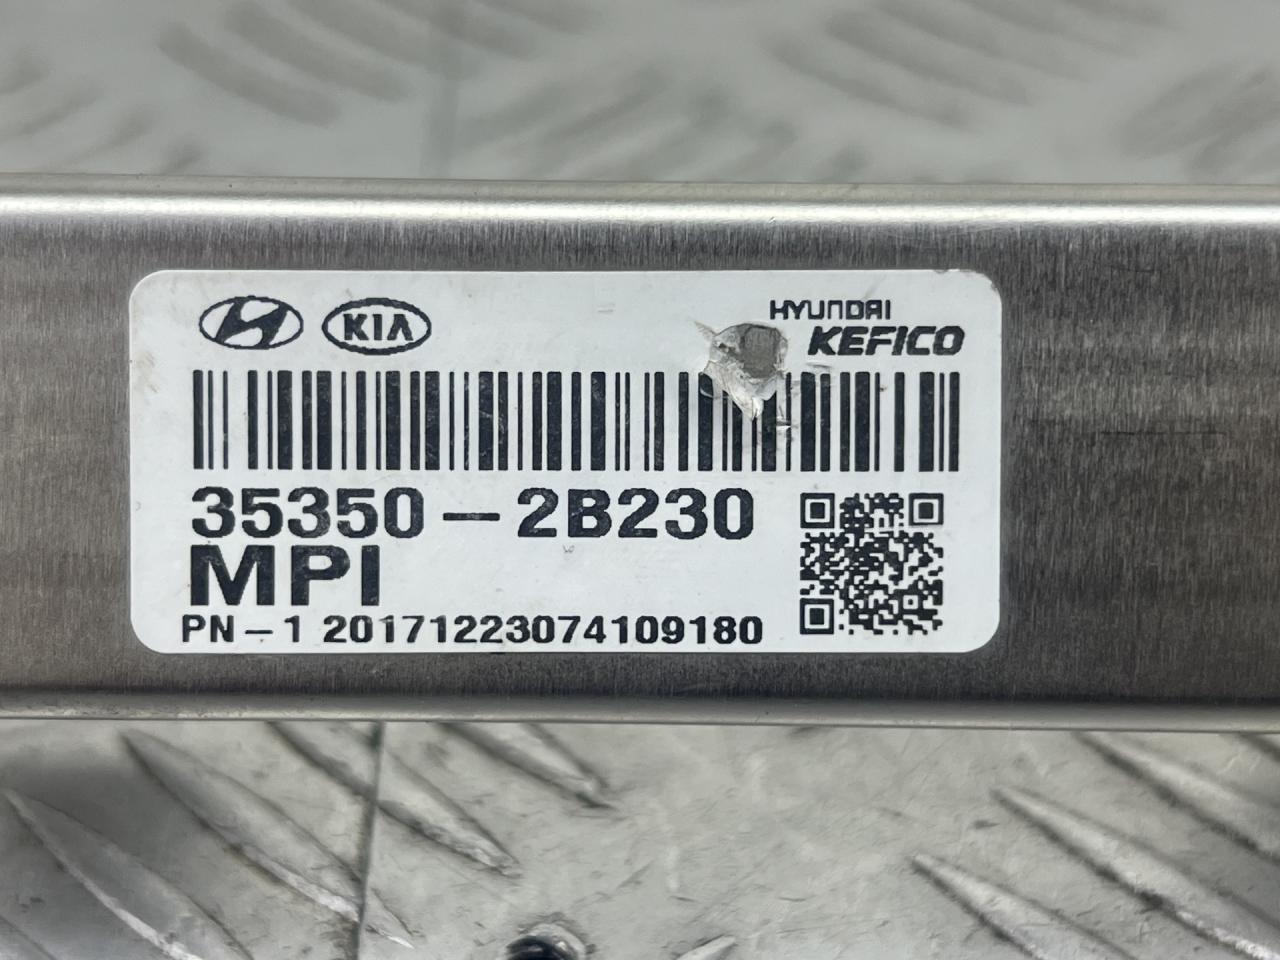 KIA
HYUNDAI
KEFICO
35350-2B230
MPI
PN-1 20171223074109180